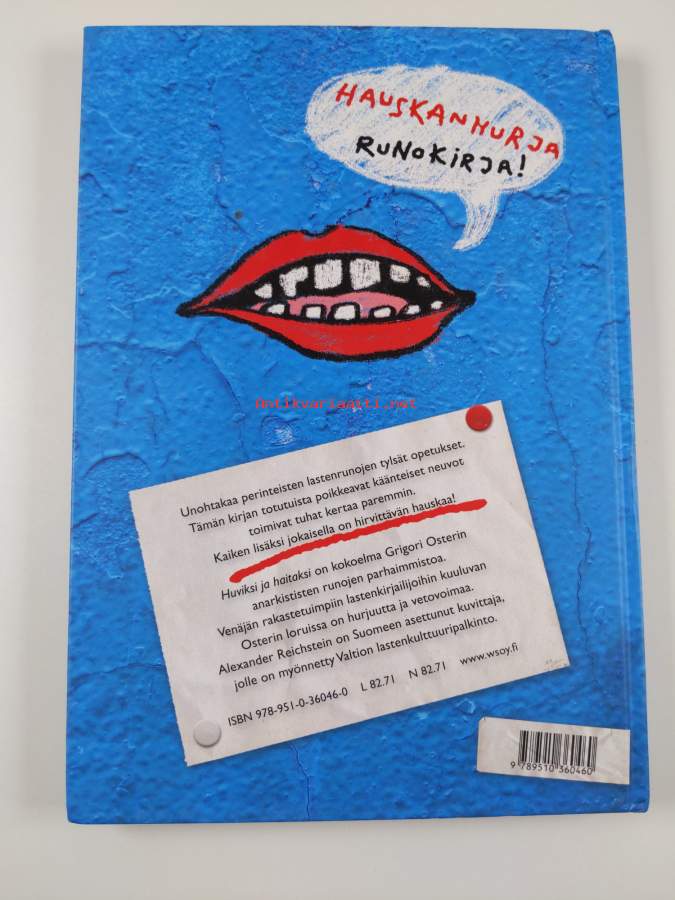 HAUSKANHURJA
RUNOKIRJA!
antikvariaatti.net
Unohtakaa perinteisten lastenrunojen tylsät opetukset.
Tämän kirjan totutuista poikkeavat käänteiset neuvot
toimivat tuhat kertaa paremmin.
Kaiken lisäksi jokaisella on hirvittävän hauskaa!
Huviksi ja haitaksi on kokoelma Grigori Osterin
anarkististen runojen parhaimmistoa.
Venäjän rakastetuimpiin lastenkirjailijoihin kuuluvan
Osterin loruissa on hurjuutta ja vetovoimaa.
Alexander Reichstein on Suomeen asettunut kuvittaja,
jolle on myönnetty Valtion lastenkulttuuripalkinto.
ISBN 978-951-0-36046-0 L 82.71 N 82.71 www.wsoy.fi
9 789510 360460